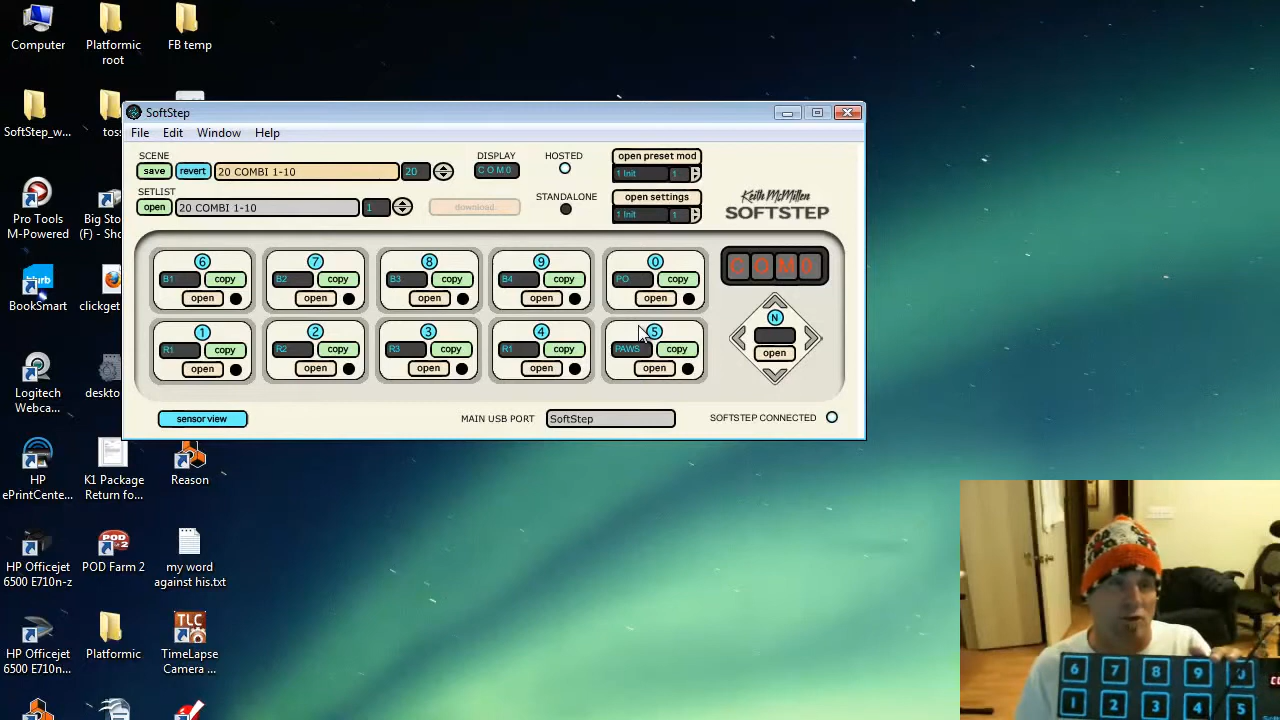 Computer
Platformic root
FB temp
SoftStep_w...
toss
Pro Tools M-Powered
Big Sto
(F) - Sho
BookSmart
clickget
Logitech Webca...
deskto
HP ePrintCente...
K1 Package Return fo...
Reason
HP Officejet 6500 E710n-z
POD Farm 2
my word against his.txt
HP Officejet 6500 E710n...
Platformic
TLC
TimeLapse Camera ...
SoftStep
File Edit Window Help
SCENE
save revert 20 COMBI 1-10 20
DISPLAY
COM0
HOSTED
open preset mod
1 Init 1
SETLIST
open 20 COMBI 1-10 1 download
STANDALONE
open settings
1 Init 1
Keith McMillen
SOFTSTEP
6 7 8 9 0
B1 copy B2 copy B3 copy B4 copy PO copy
open open open open open
COM0
1 2 3 4 5
R1 copy R2 copy R3 copy R1 copy PAWS copy
open open open open open
N
open
sensor view
MAIN USB PORT SoftStep
SOFTSTEP CONNECTED
6 7 8 9 0
1 2 3 4 5